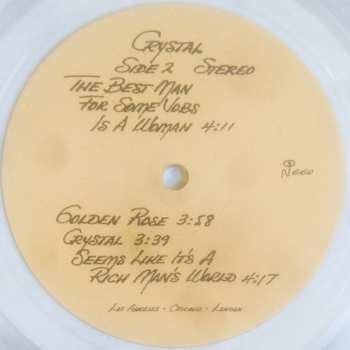 Crystal
Side 2 Stereo
The Best Man
For Some Jobs
Is A Woman 4:11
Golden Rose 3:58
Crystal 3:39
Seems Like It's A
Rich Man's World 4:17
Los Angeles - Chicago - London